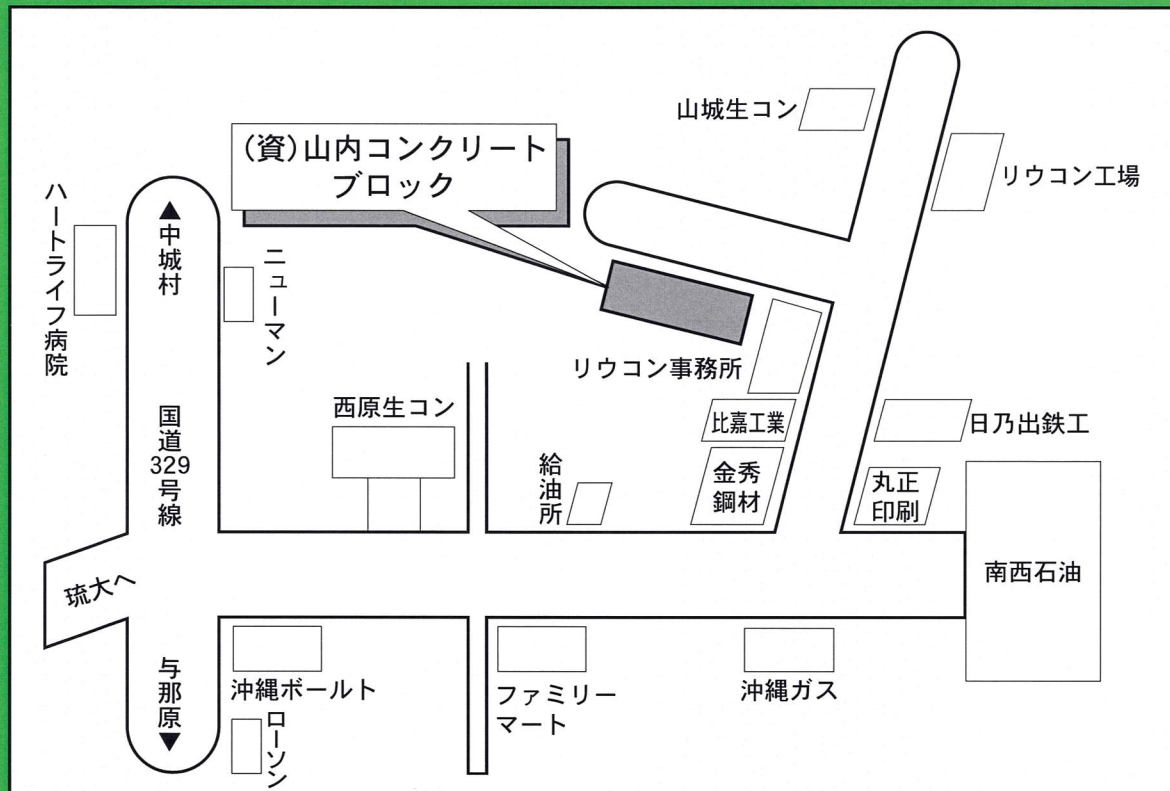 山城生コン
(資)山内コンクリート
ブロック
リウコン工場
ハートライフ病院
▲中城村
ニューマン
リウコン事務所
国道329号線
西原生コン
比嘉工業
日乃出鉄工
給油所
金秀
鋼材
丸正
印刷
琉大へ
南西石油
与那原▼
沖縄ボールト
ファミリー
マート
沖縄ガス
ローソン